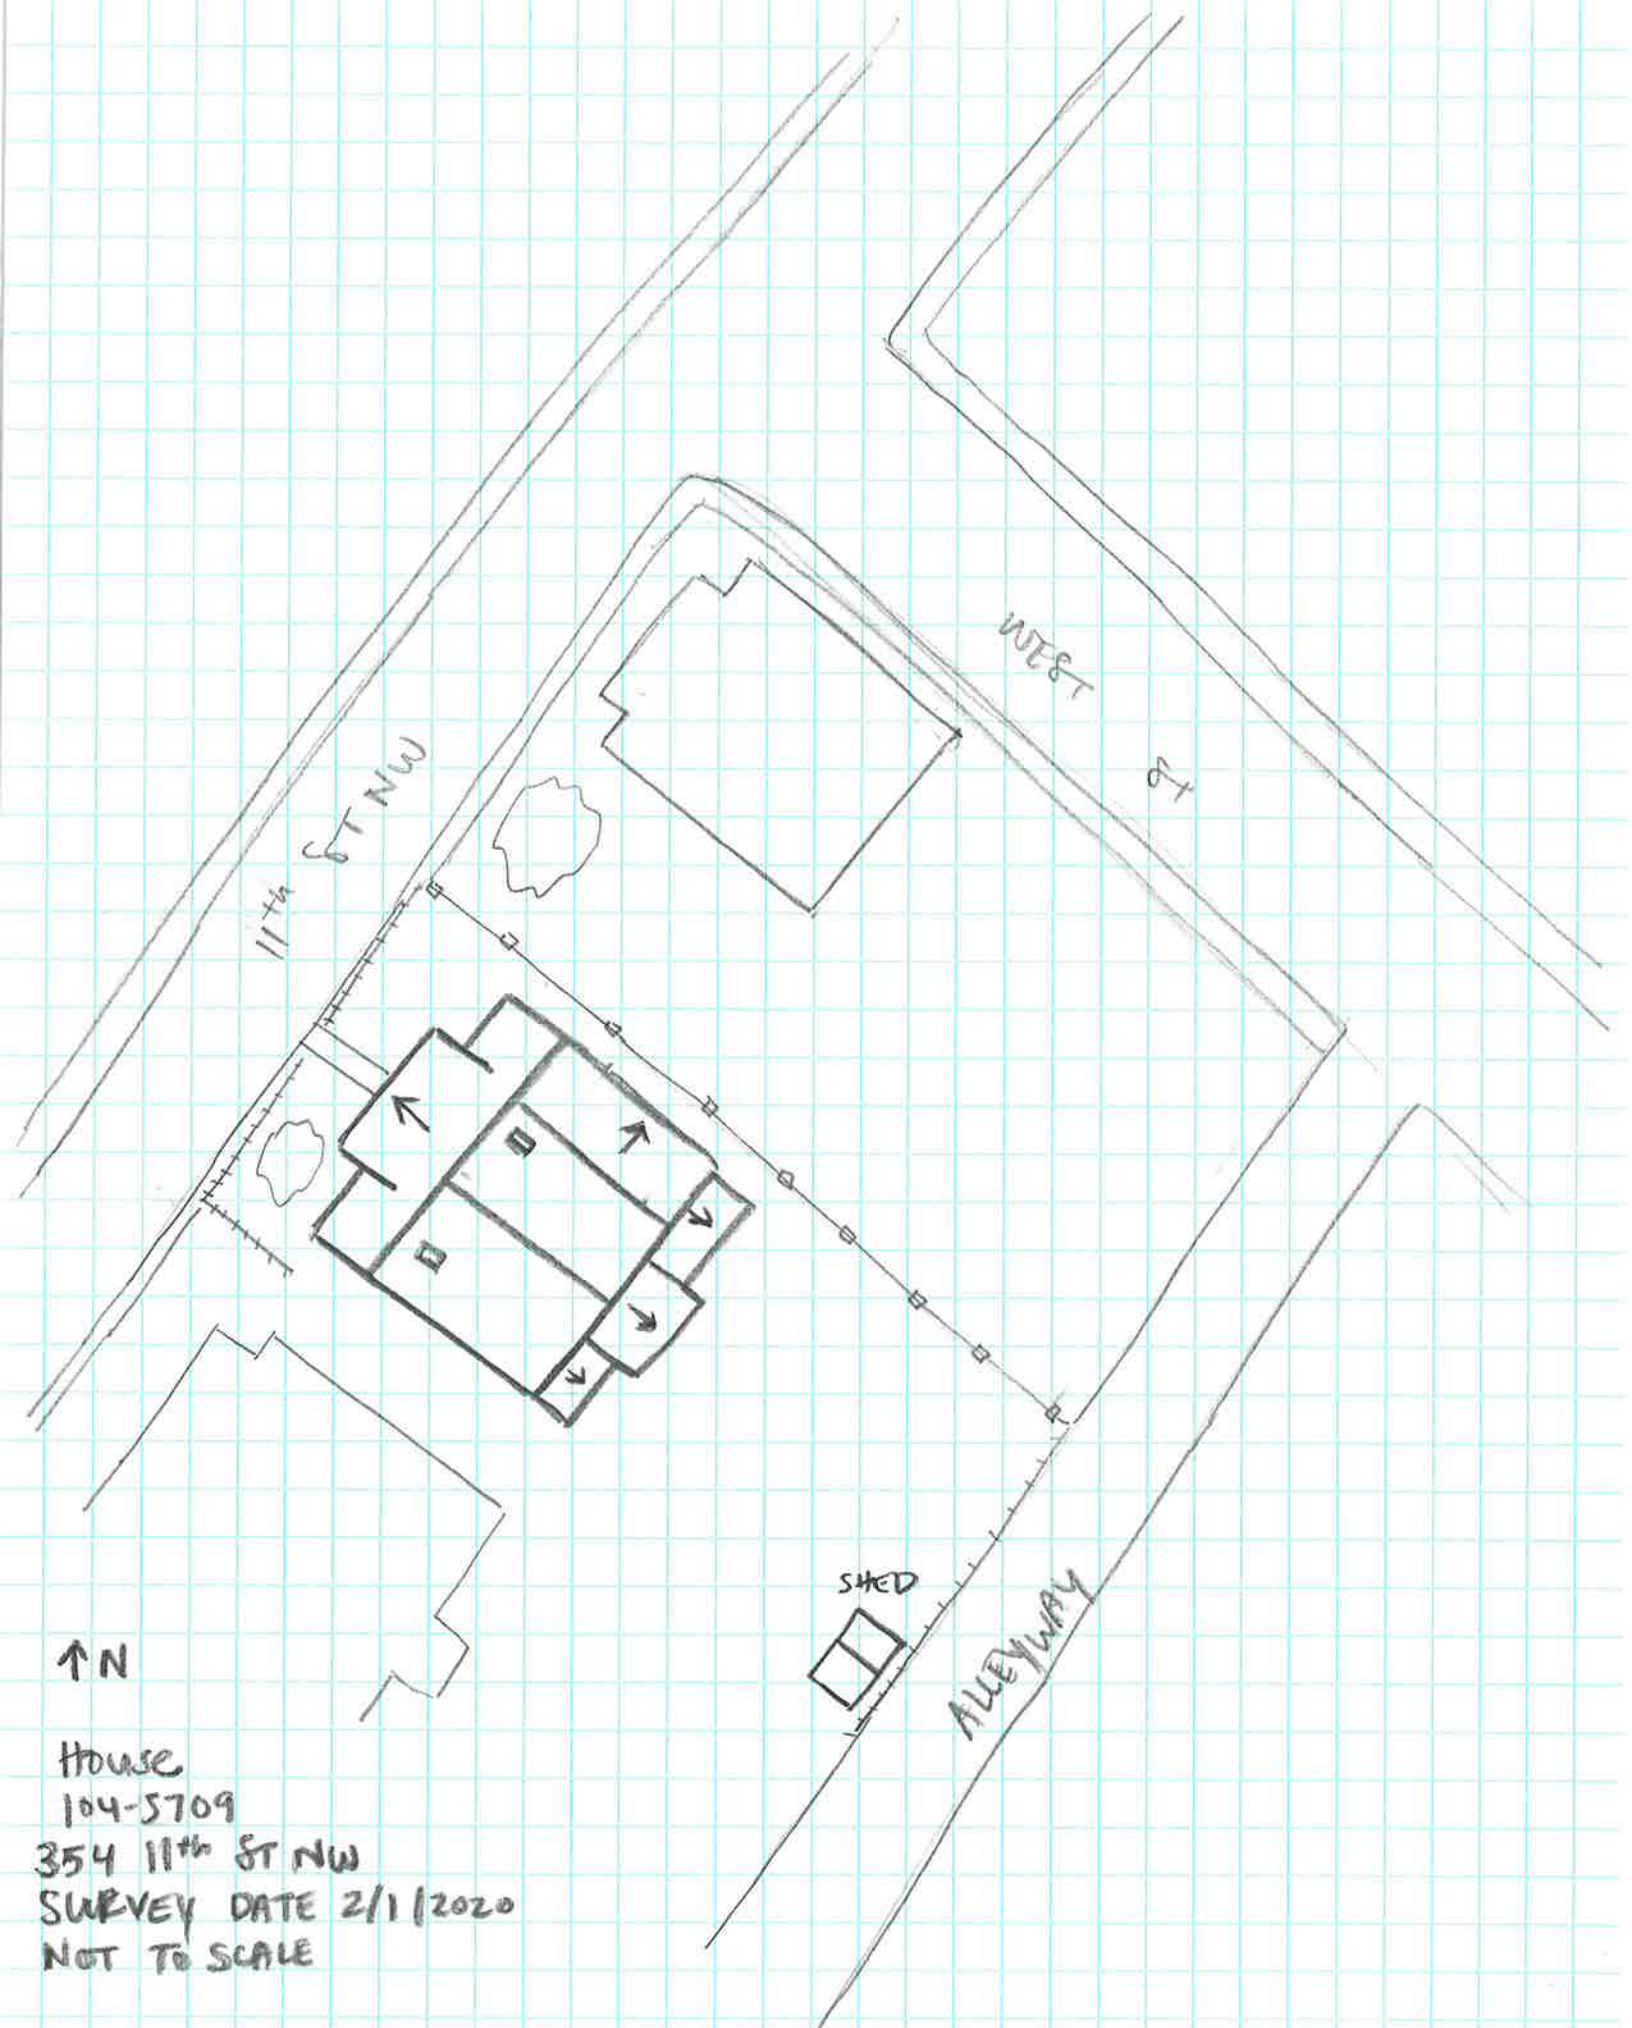 WEST ST
11th ST NW
SHED
ALLEYWAY
↑N
House
104-5709
354 11th ST NW
SURVEY DATE 2/1/2020
NOT TO SCALE